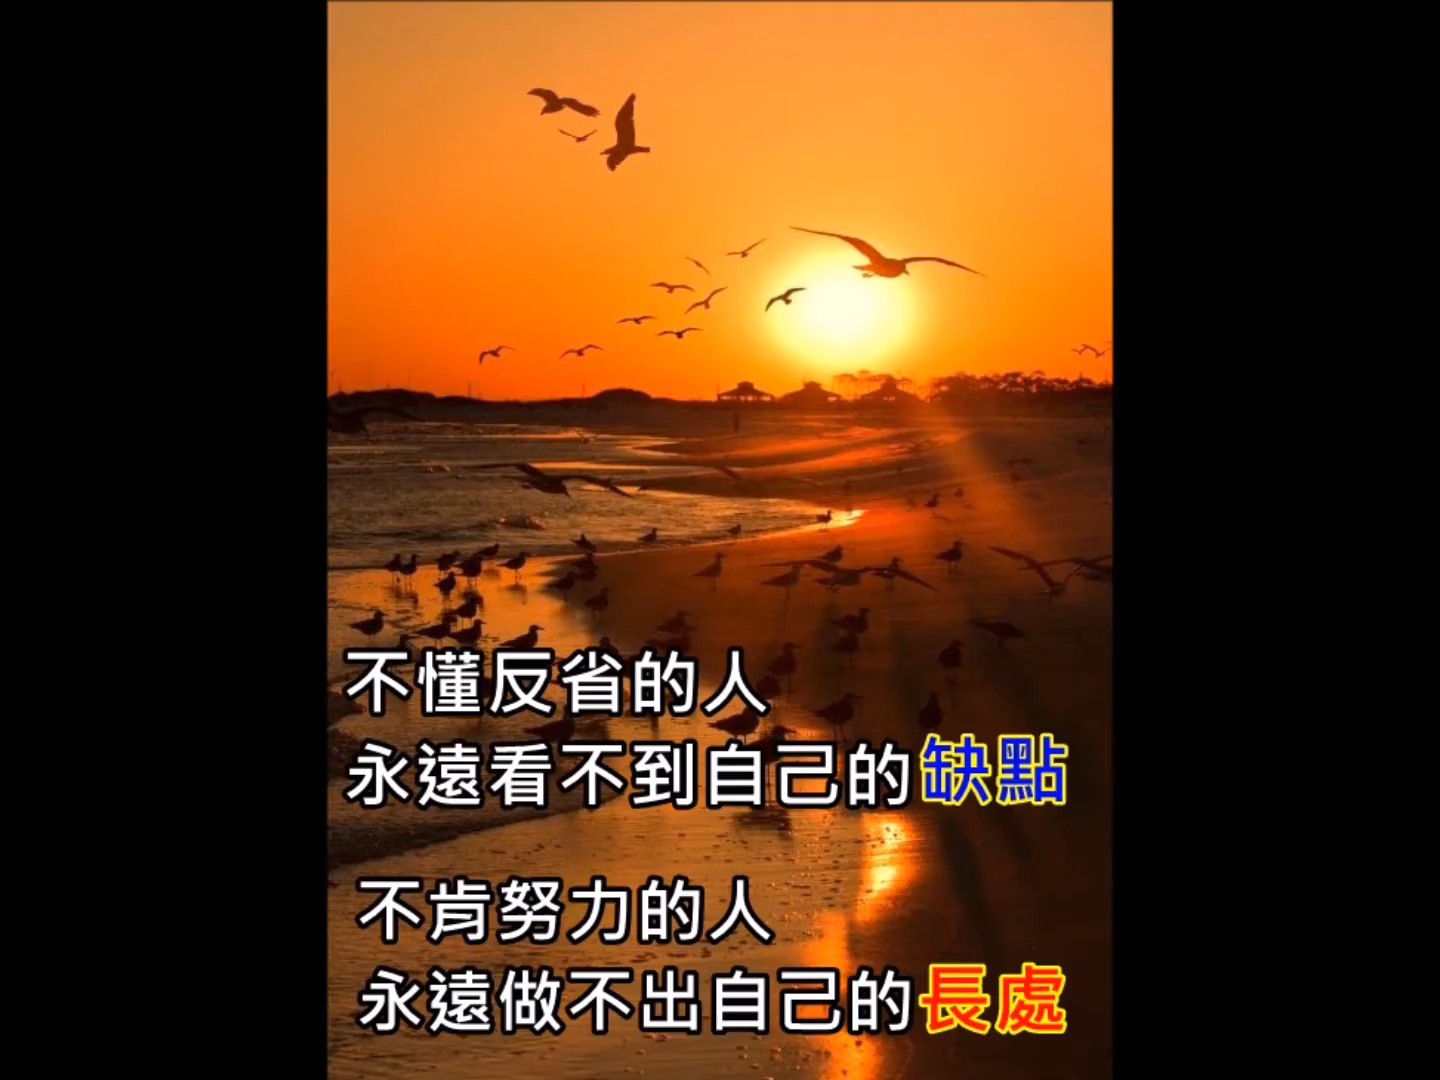 不懂反省的人
永遠看不到自己的缺點
不肯努力的人
永遠做不出自己的長處